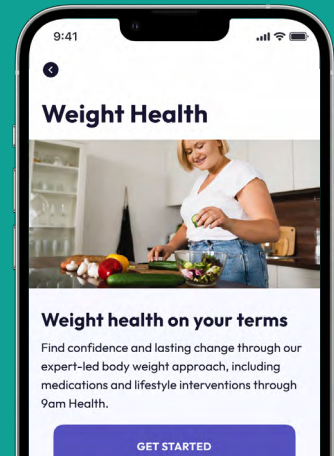 9:41
Weight Health
Weight health on your terms
Find confidence and lasting change through our
expert-led body weight approach, including
medications and lifestyle interventions through
9am Health.
GET STARTED